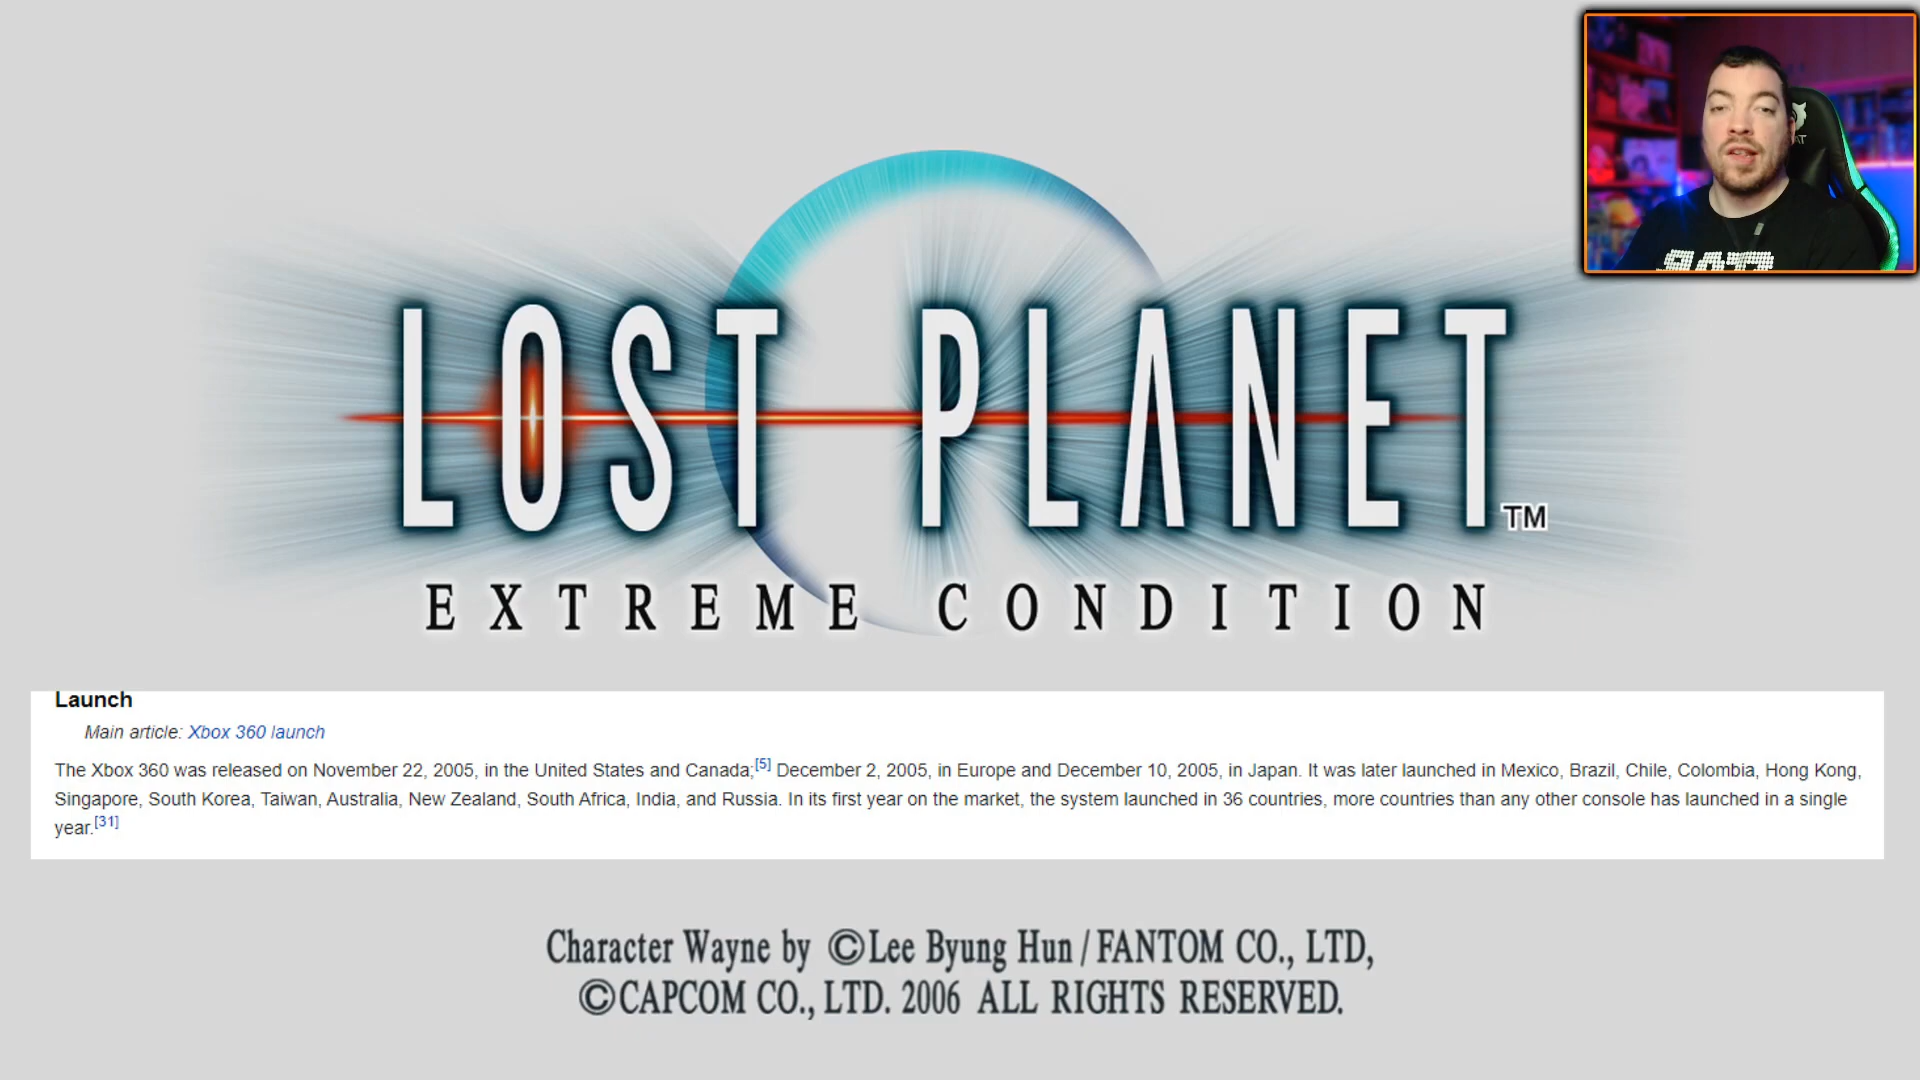 LOST PLANET™
EXTREME CONDITION
Launch
Main article: Xbox 360 launch
The Xbox 360 was released on November 22, 2005, in the United States and Canada;[5] December 2, 2005, in Europe and December 10, 2005, in Japan. It was later launched in Mexico, Brazil, Chile, Colombia, Hong Kong,
Singapore, South Korea, Taiwan, Australia, New Zealand, South Africa, India, and Russia. In its first year on the market, the system launched in 36 countries, more countries than any other console has launched in a single
year.[31]
Character Wayne by ©Lee Byung Hun/FANTOM CO., LTD,
©CAPCOM CO., LTD. 2006 ALL RIGHTS RESERVED.